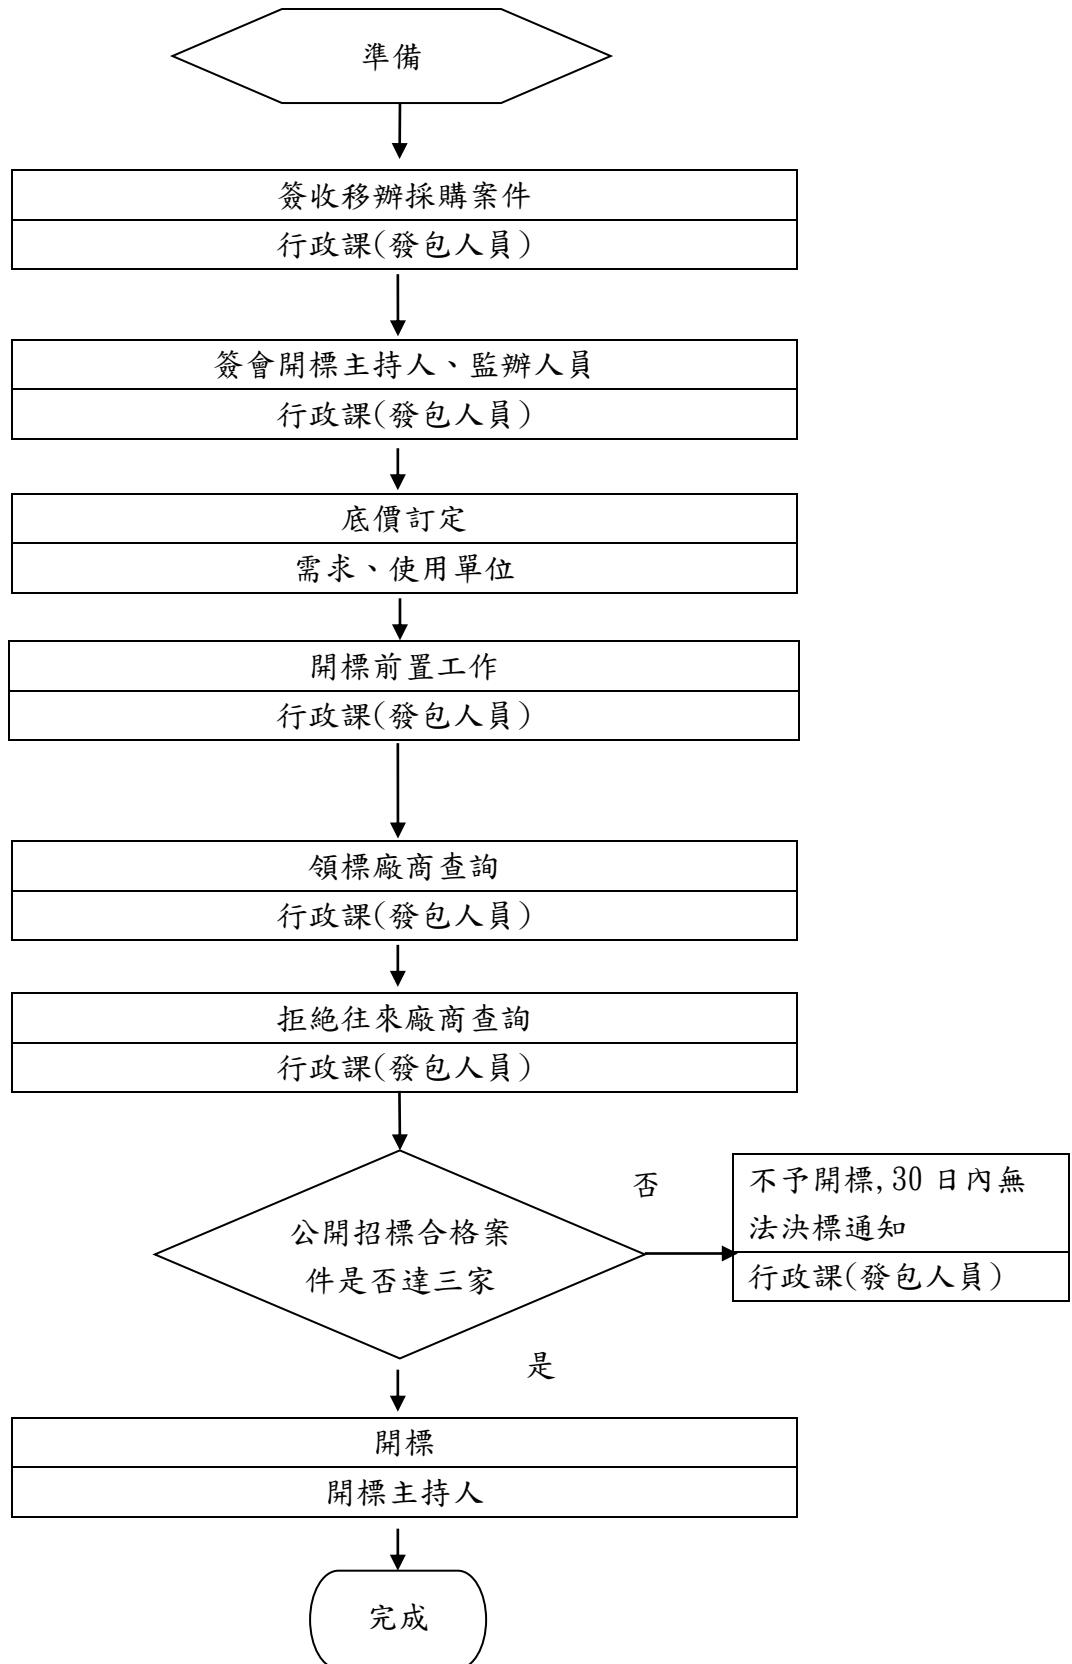 準備
簽收移辦採購案件
行政課(發包人員)
簽會開標主持人、監辦人員
行政課(發包人員)
底價訂定
需求、使用單位
開標前置工作
行政課(發包人員)
領標廠商查詢
行政課(發包人員)
拒絕往來廠商查詢
行政課(發包人員)
公開招標合格案
件是否達三家
否
不予開標,30 日內無
法決標通知
行政課(發包人員)
是
開標
開標主持人
完成